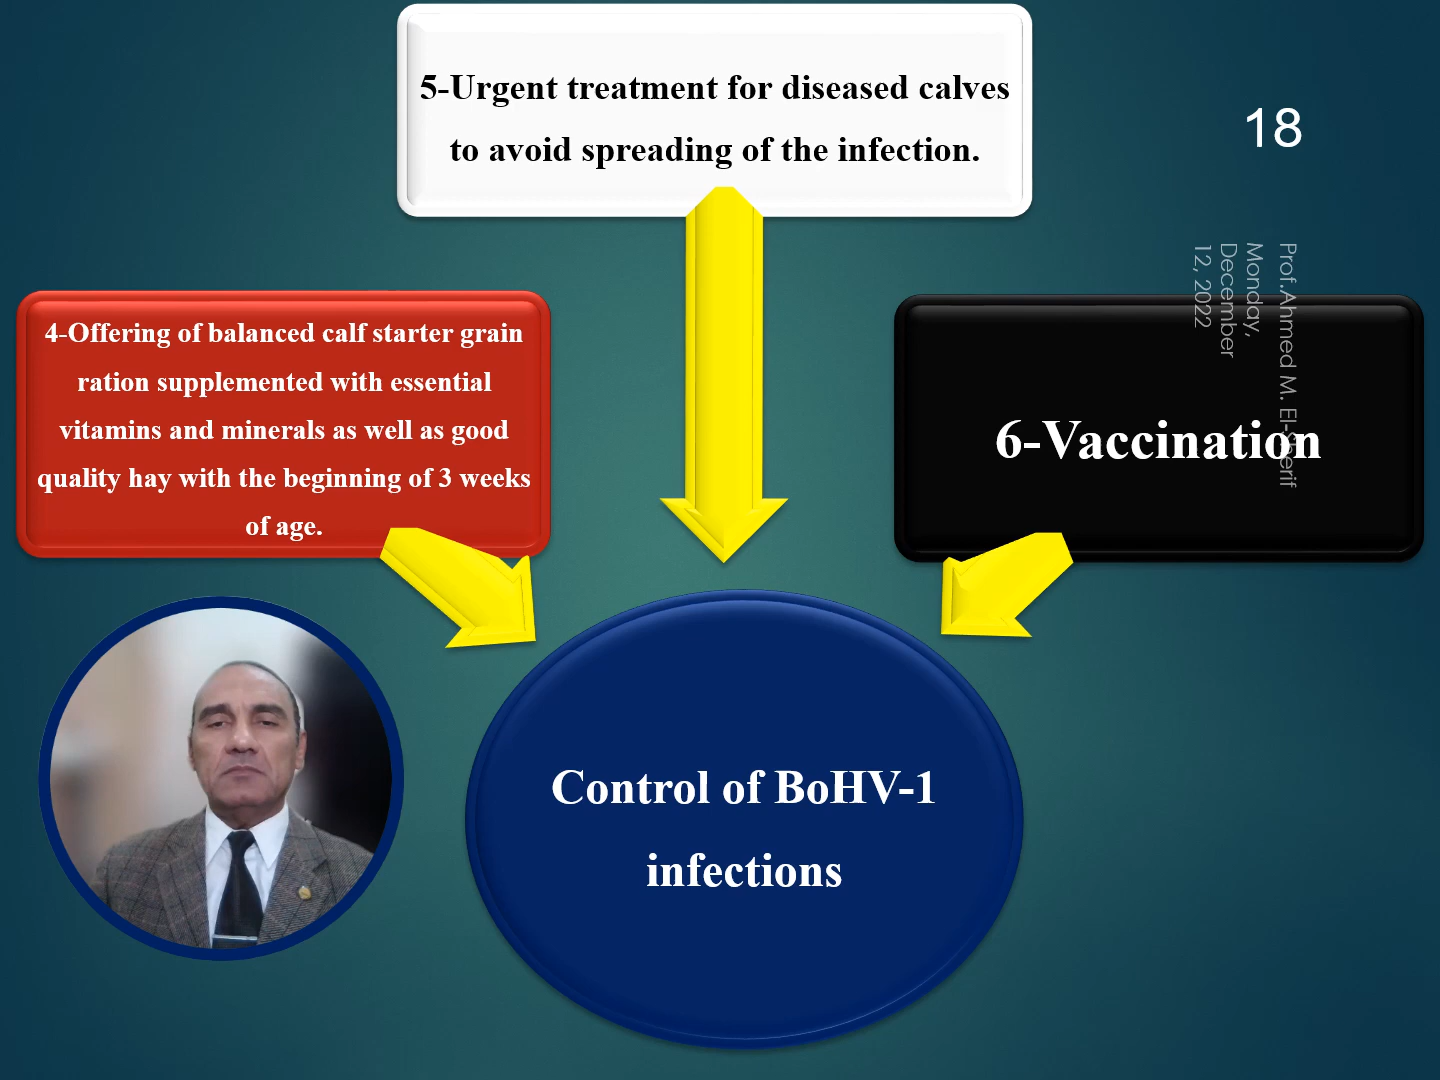 5-Urgent treatment for diseased calves
to avoid spreading of the infection.
18
4-Offering of balanced calf starter grain
ration supplemented with essential
vitamins and minerals as well as good
quality hay with the beginning of 3 weeks
of age.
Prof.Ahmed M. El-Sherif
Monday,
December
12, 2022
6-Vaccination
Control of BoHV-1
infections